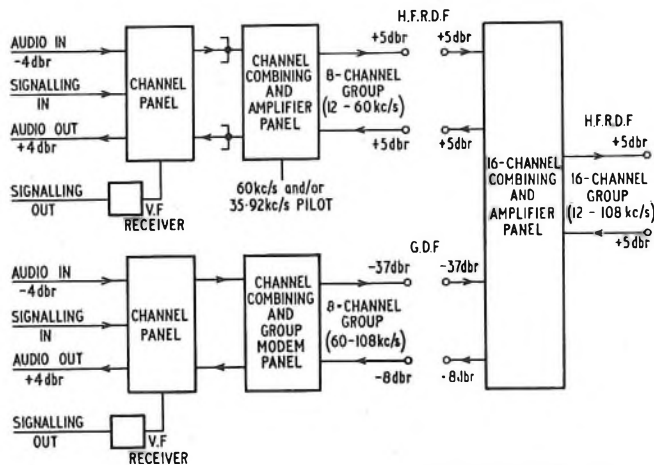 AUDIO IN
-4dbr
SIGNALLING
IN
AUDIO OUT
+4dbr
SIGNALLING
OUT
V.F
RECEIVER
CHANNEL
PANEL
CHANNEL
COMBINING
AND
AMPLIFIER
PANEL
60kc/s and/or
35·92kc/s PILOT
H.F.R.D.F
+5dbr
+5dbr
8-CHANNEL
GROUP
(12-60kc/s)
+5dbr
+5dbr
AUDIO IN
-4dbr
SIGNALLING
IN
AUDIO OUT
+4dbr
SIGNALLING
OUT
V.F
RECEIVER
CHANNEL
PANEL
CHANNEL
COMBINING
AND
GROUP
MODEM
PANEL
G.D.F
-37dbr
-37dbr
8-CHANNEL
GROUP
(60-108kc/s)
-8dbr
-8dbr
16-CHANNEL
COMBINING
AND
AMPLIFIER
PANEL
H.F.R.D.F
+5dbr
16-CHANNEL
GROUP
(12-108kc/s)
+5dbr